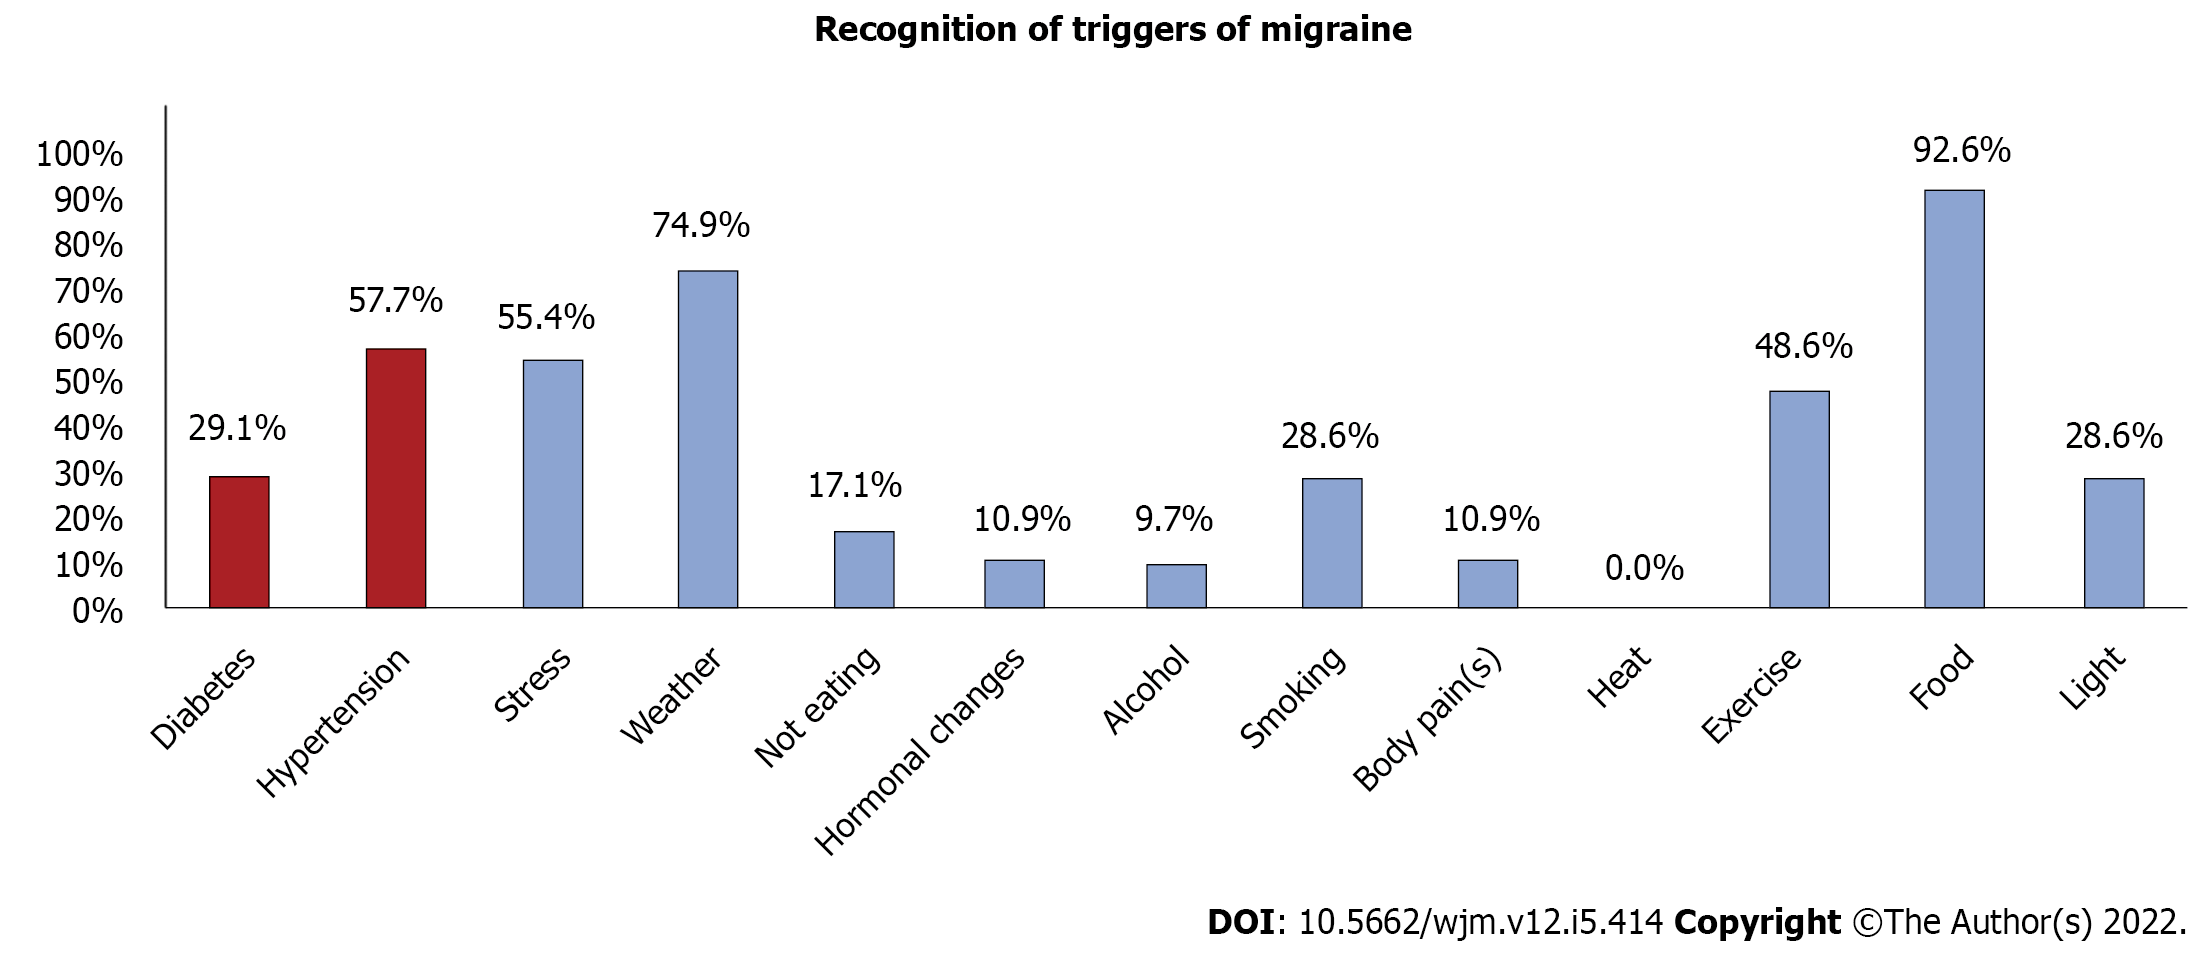 Recognition of triggers of migraine
100%
90%
80%
70%
60%
50%
40%
30%
20%
10%
0%
29.1%
57.7%
55.4%
74.9%
17.1%
10.9%
9.7%
28.6%
10.9%
0.0%
48.6%
92.6%
28.6%
Diabetes
Hypertension
Stress
Weather
Not eating
Hormonal changes
Alcohol
Smoking
Body pain(s)
Heat
Exercise
Food
Light
DOI: 10.5662/wjm.v12.i5.414 Copyright ©The Author(s) 2022.